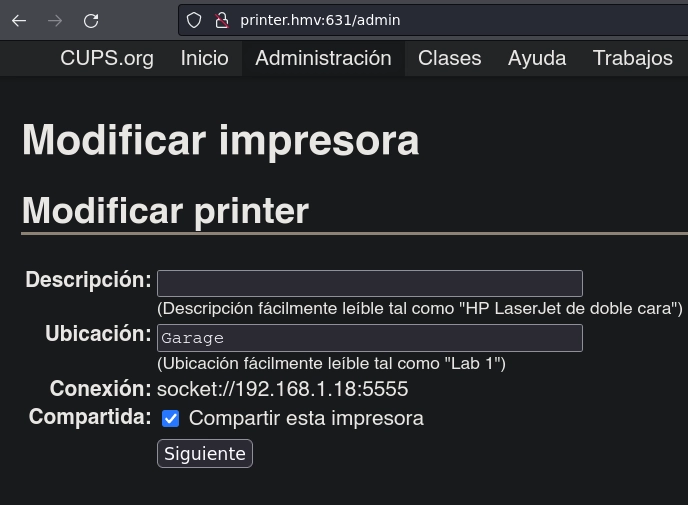 printer.hmv:631/admin
CUPS.org Inicio Administración Clases Ayuda Trabajos
Modificar impresora
Modificar printer
Descripción:
(Descripción fácilmente leíble tal como "HP LaserJet de doble cara")
Ubicación: Garage
(Ubicación fácilmente leíble tal como "Lab 1")
Conexión: socket://192.168.1.18:5555
Compartida: Compartir esta impresora
Siguiente